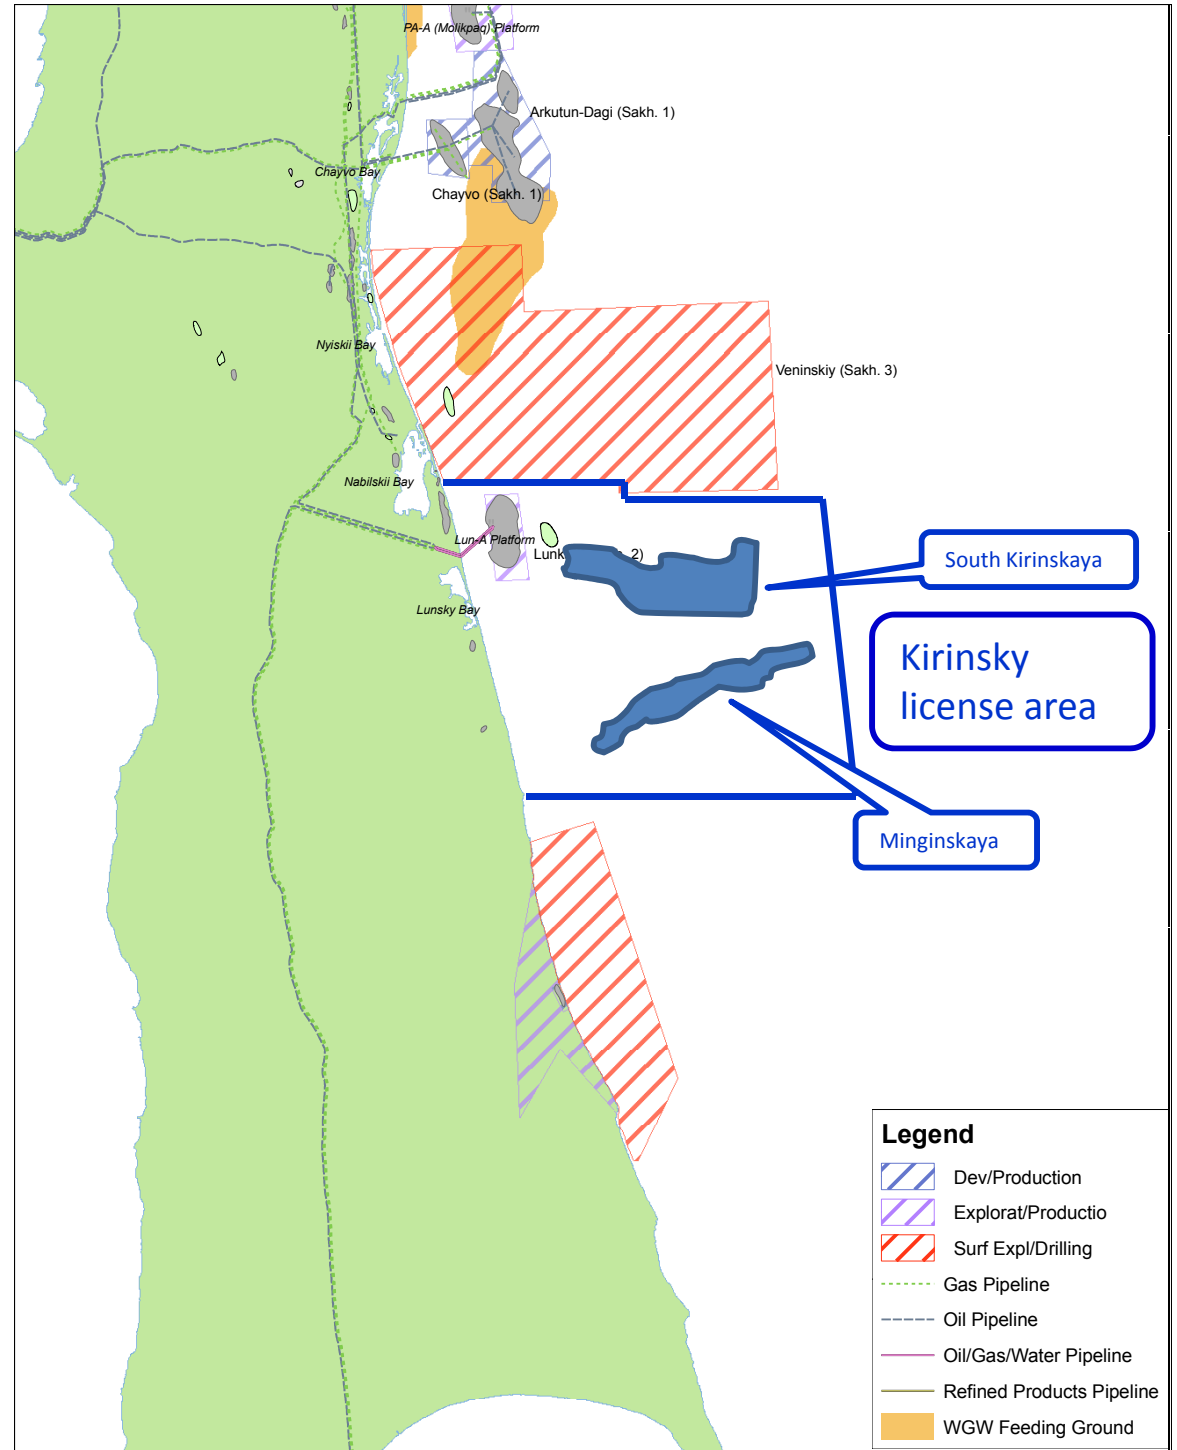 PA-A (Molikpaq) Platform
Arkutun-Dagi (Sakh. 1)
Chayvo Bay
Chayvo (Sakh. 1)
Nyiskii Bay
Veninskiy (Sakh. 3)
Nabilskii Bay
Lun-A Platform
2)
South Kirinskaya
Lunsky Bay
Kirinsky
license area
Minginskaya
Legend
Dev/Production
Explorat/Productio
Surf Expl/Drilling
Gas Pipeline
Oil Pipeline
Oil/Gas/Water Pipeline
Refined Products Pipeline
WGW Feeding Ground